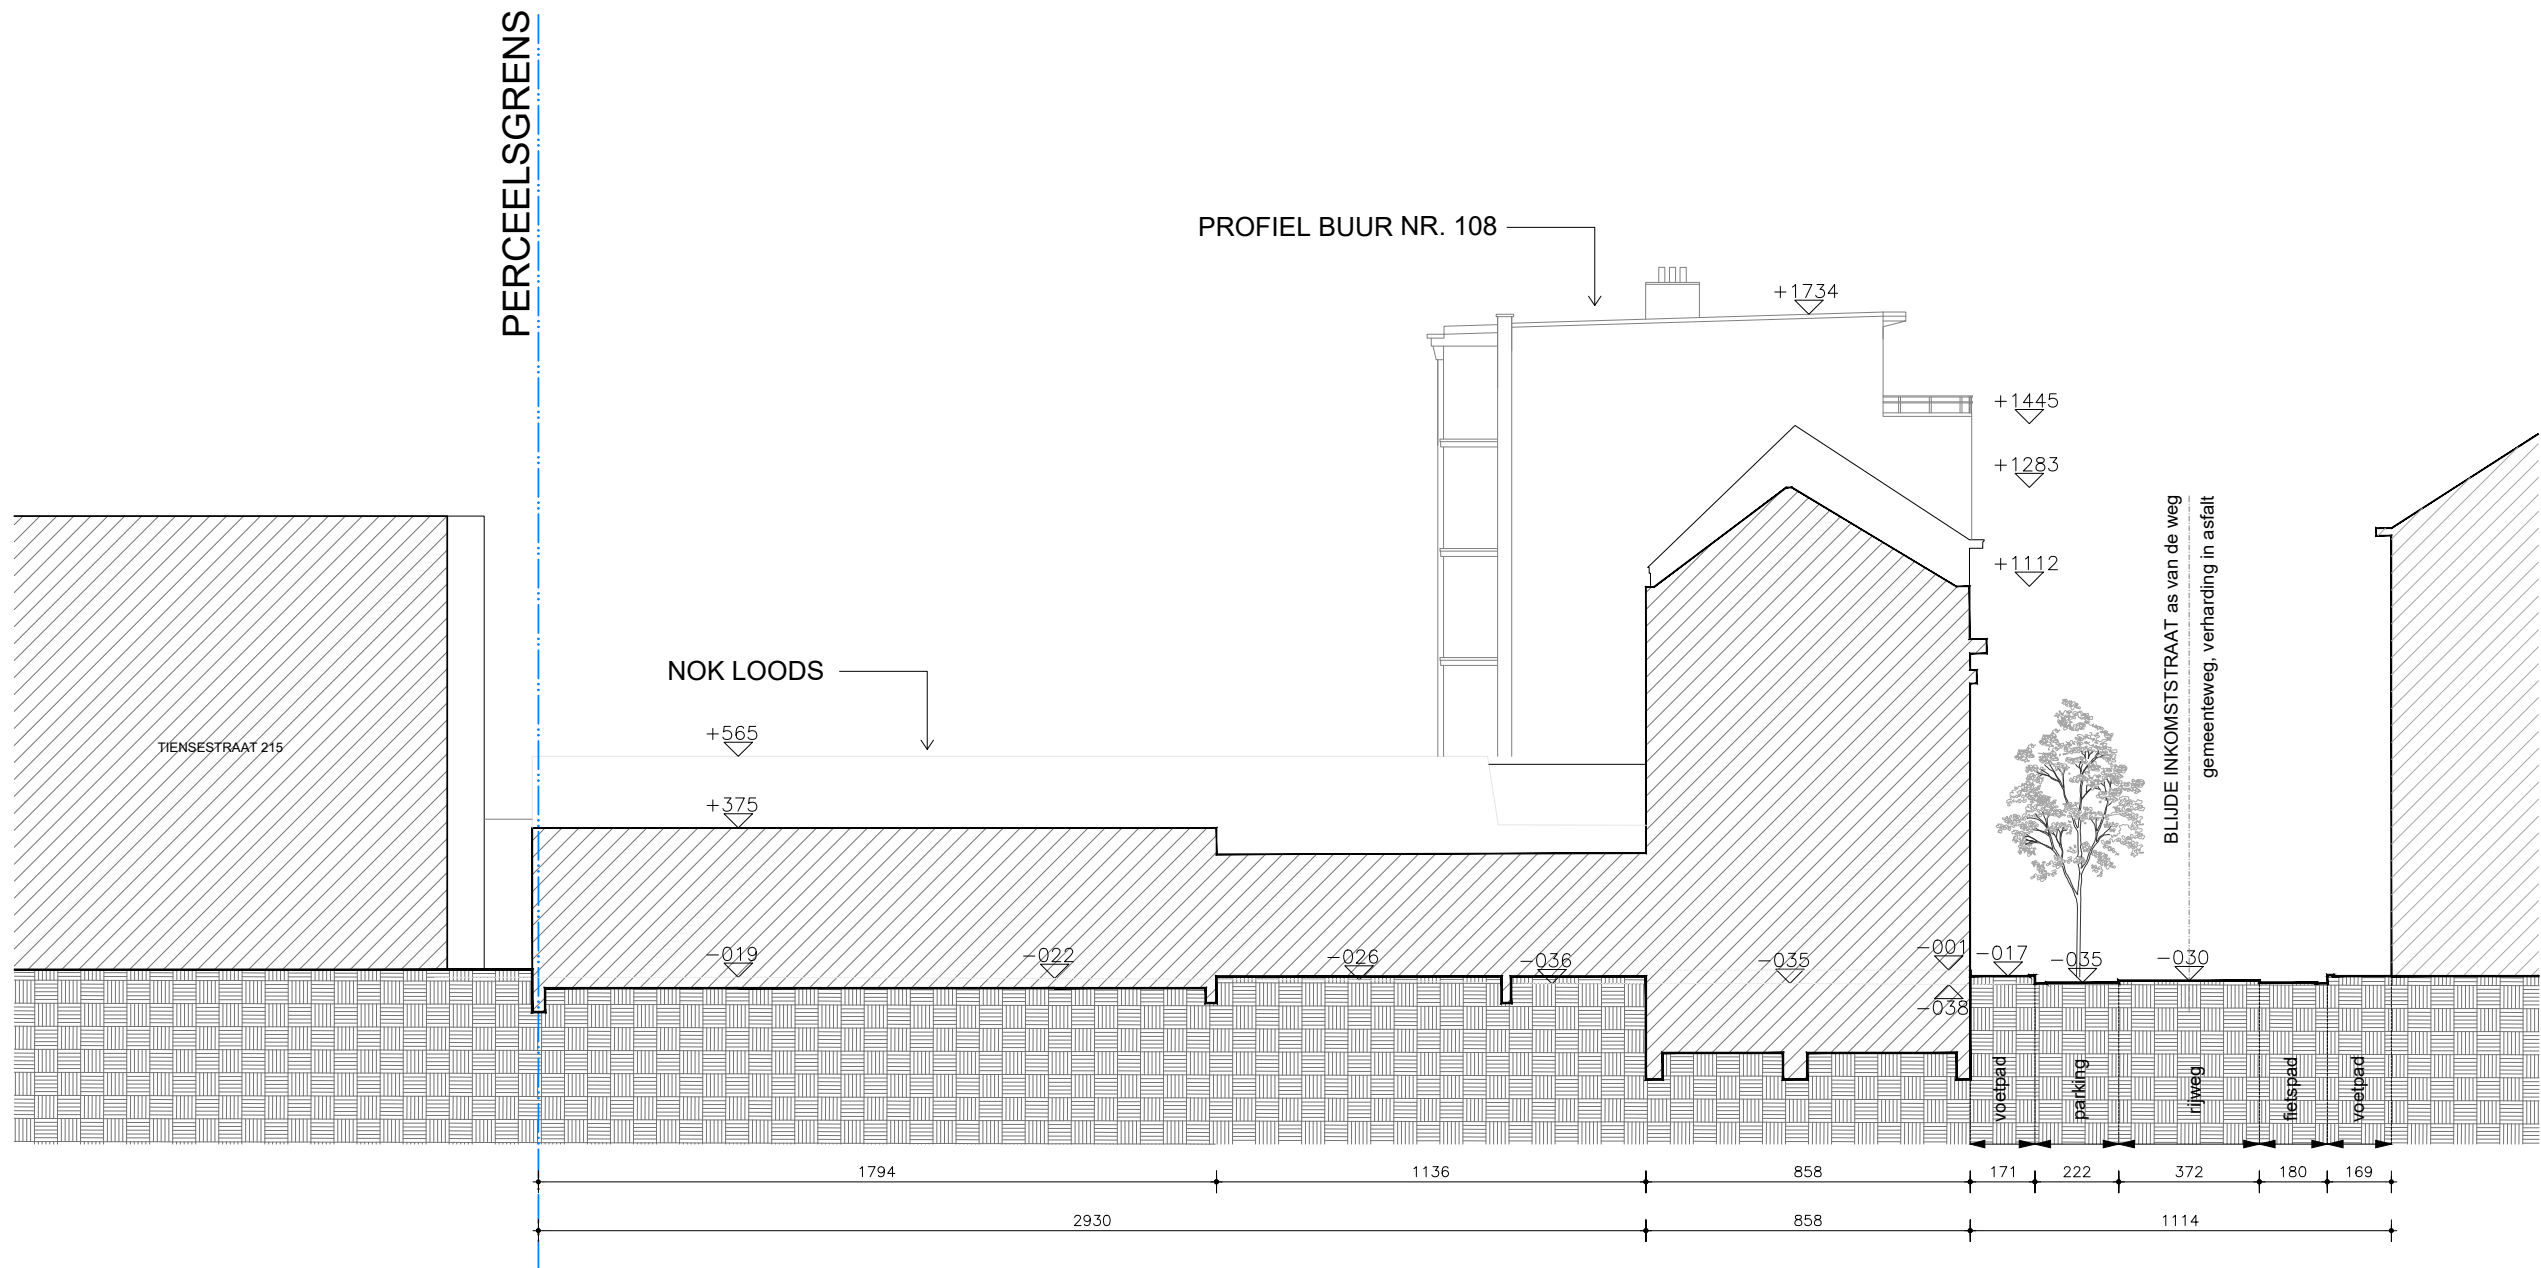 PERCEELSGRENS
PROFIEL BUUR NR. 108
+1734
+1445
+1283
+1112
BLIJDE INKOMSTSTRAAT as van de weg
gemeenteweg, verharding in asfalt
NOK LOODS
TIENSESTRAAT 215
+565
+375
-019
-022
-026
-036
-035
-001
-038
-017
-035
-030
voetpad
parking
rijweg
fietspad
voetpad
1794
1136
858
171
222
372
180
169
2930
858
1114